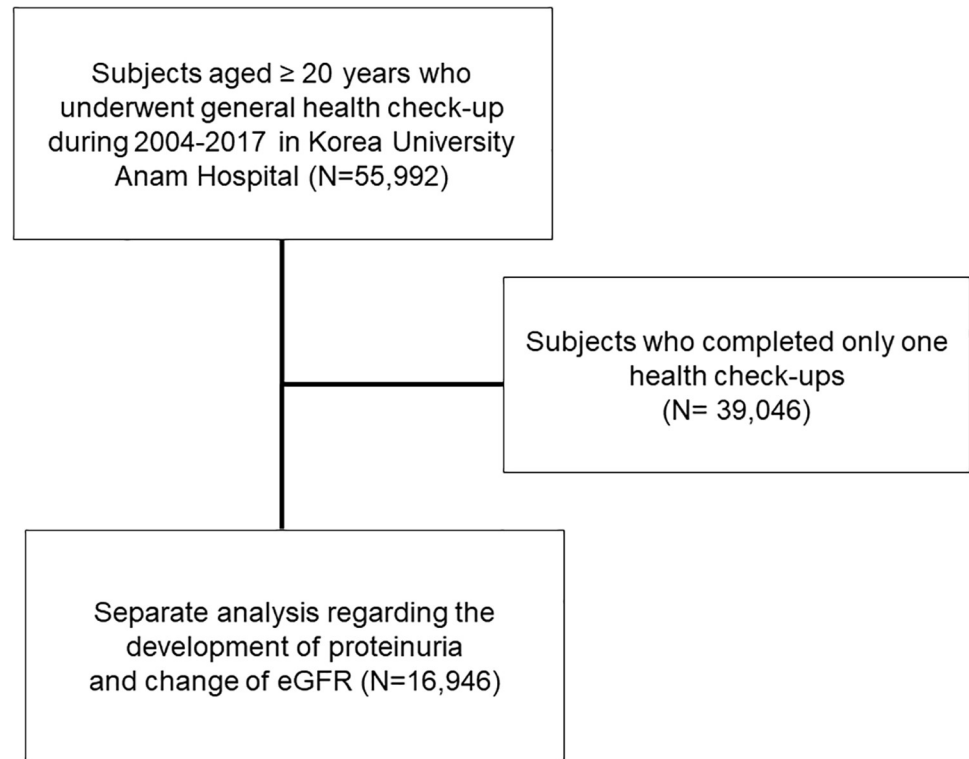 Subjects aged ≥ 20 years who
underwent general health check-up
during 2004-2017 in Korea University
Anam Hospital (N=55,992)
Subjects who completed only one
health check-ups
(N= 39,046)
Separate analysis regarding the
development of proteinuria
and change of eGFR (N=16,946)